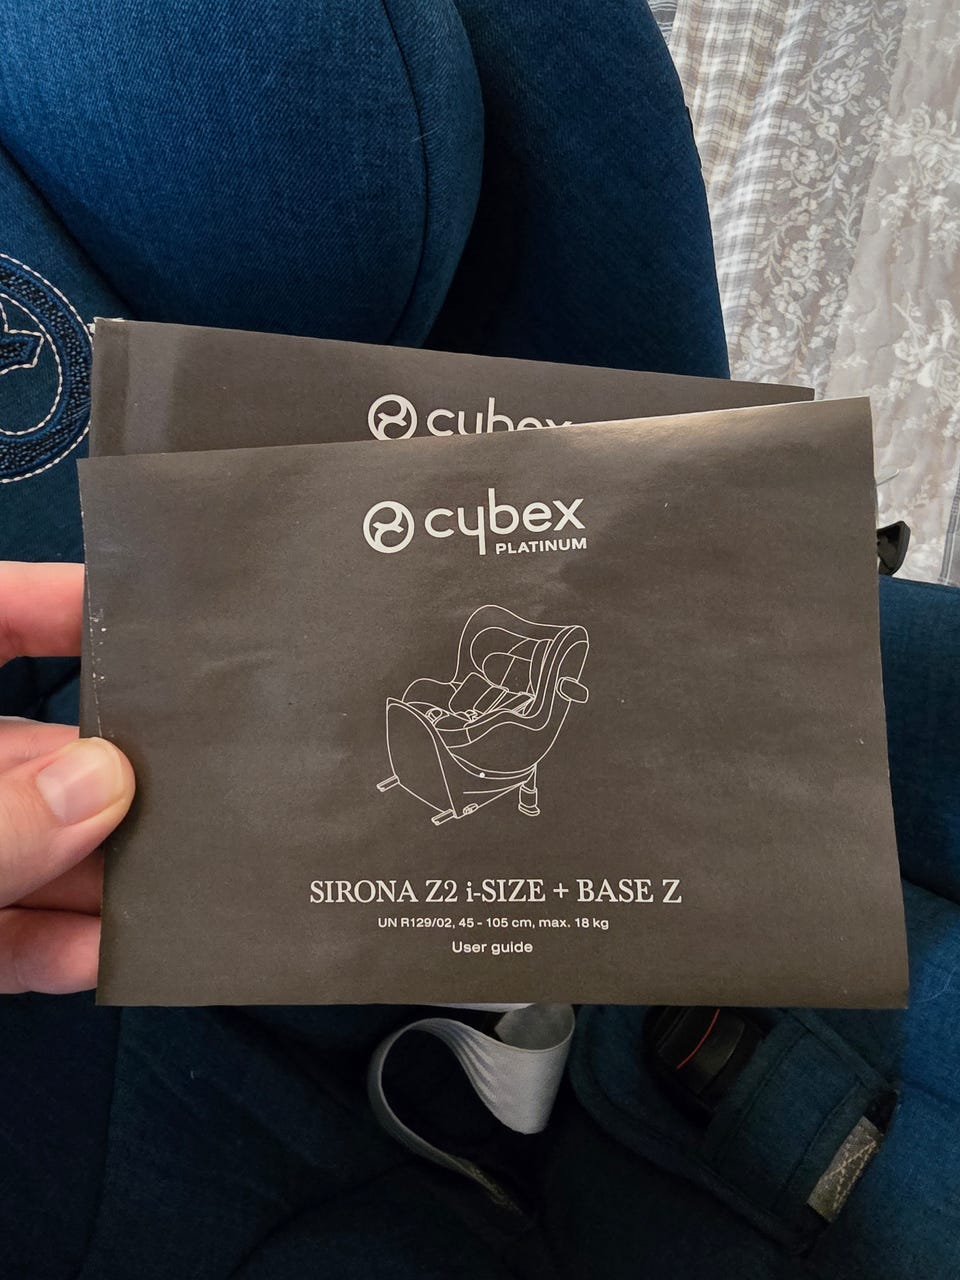 cybex
cybex
PLATINUM
SIRONA Z2 i-SIZE + BASE Z
UN R129/02, 45 - 105 cm, max. 18 kg
User guide